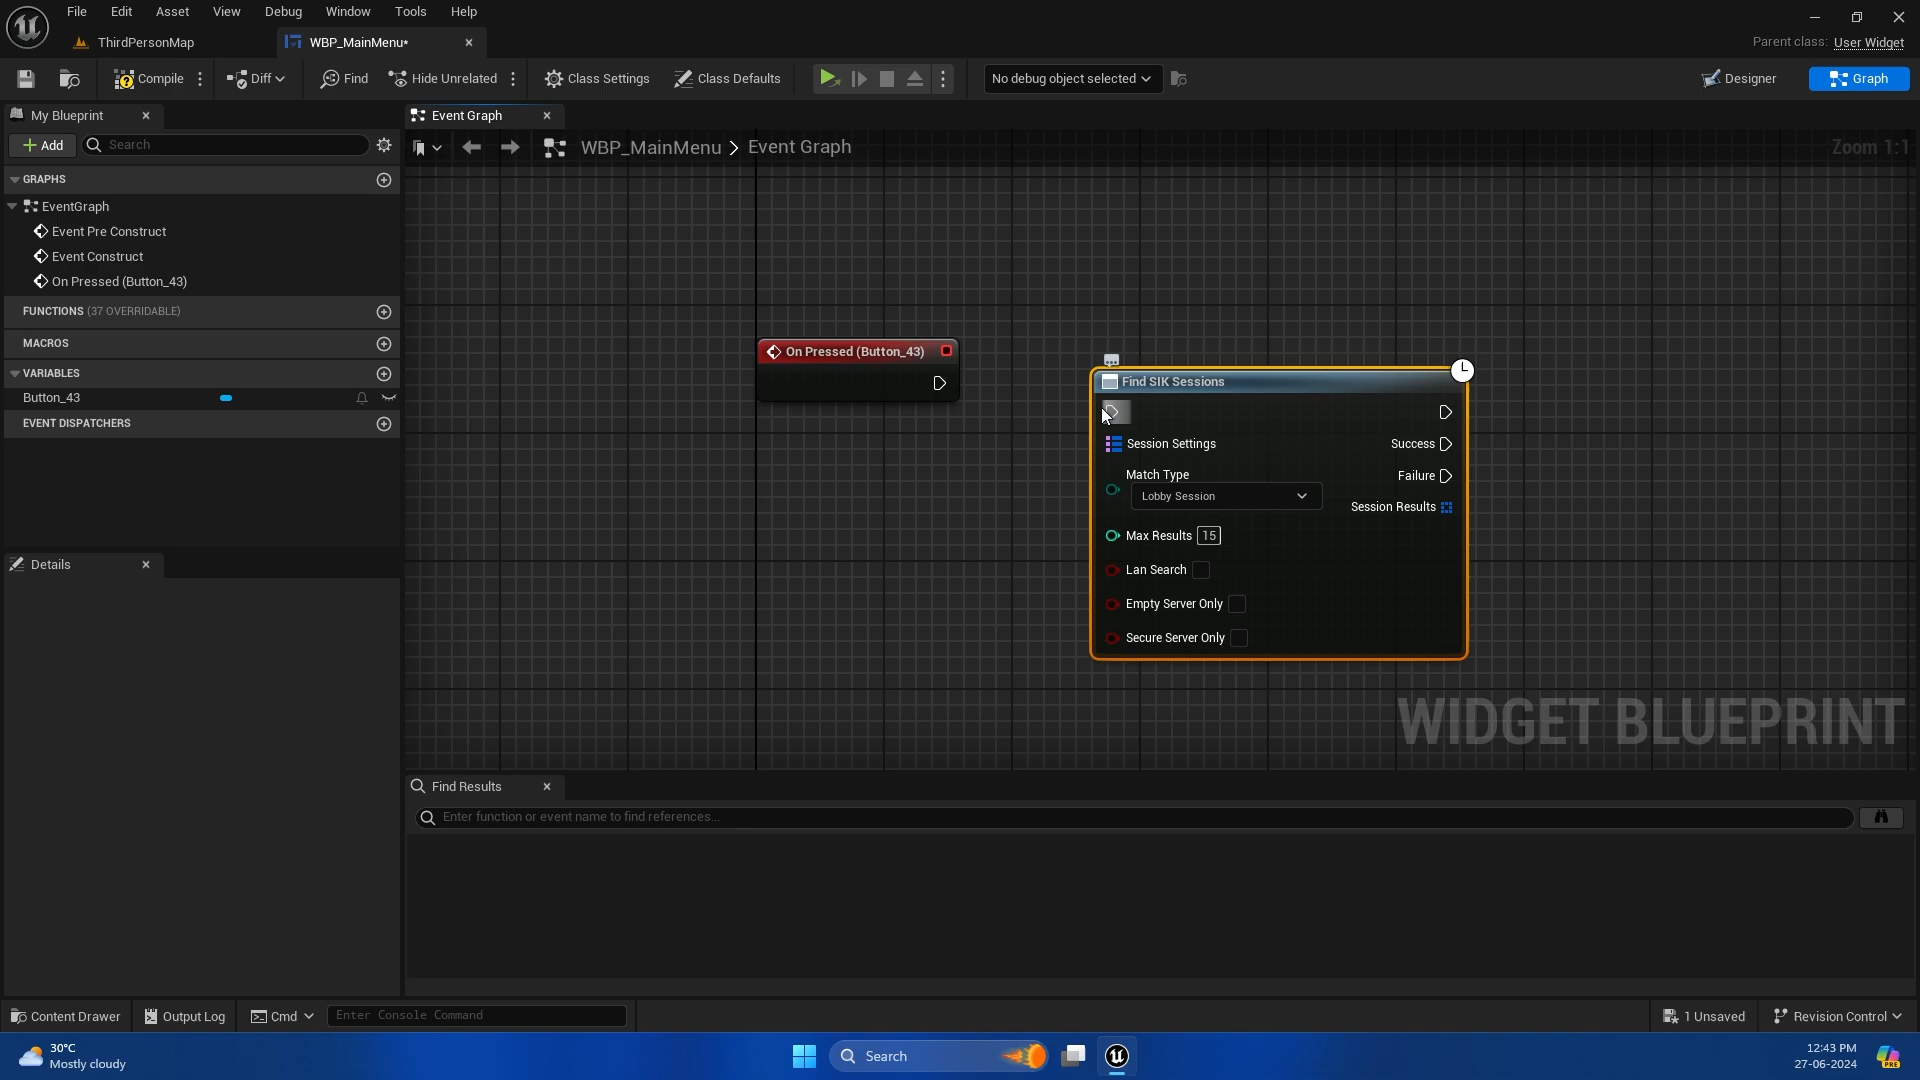 File Edit Asset View Debug Window Tools Help
ThirdPersonMap
WBP_MainMenu*
Parent class: User Widget
Compile
Diff
Find
Hide Unrelated
Class Settings
Class Defaults
No debug object selected
Designer
Graph
My Blueprint
Add
Search
GRAPHS
EventGraph
Event Pre Construct
Event Construct
On Pressed (Button_43)
FUNCTIONS (37 OVERRIDABLE)
MACROS
VARIABLES
Button_43
EVENT DISPATCHERS
Details
Event Graph
WBP_MainMenu > Event Graph
Zoom 1:1
On Pressed (Button_43)
Find SIK Sessions
Session Settings
Success
Match Type
Lobby Session
Failure
Session Results
Max Results 15
Lan Search
Empty Server Only
Secure Server Only
WIDGET BLUEPRINT
Find Results
Enter function or event name to find references...
Content Drawer
Output Log
Cmd
Enter Console Command
1 Unsaved
Revision Control
30°C
Mostly cloudy
Search
12:43 PM
27-06-2024
PRE